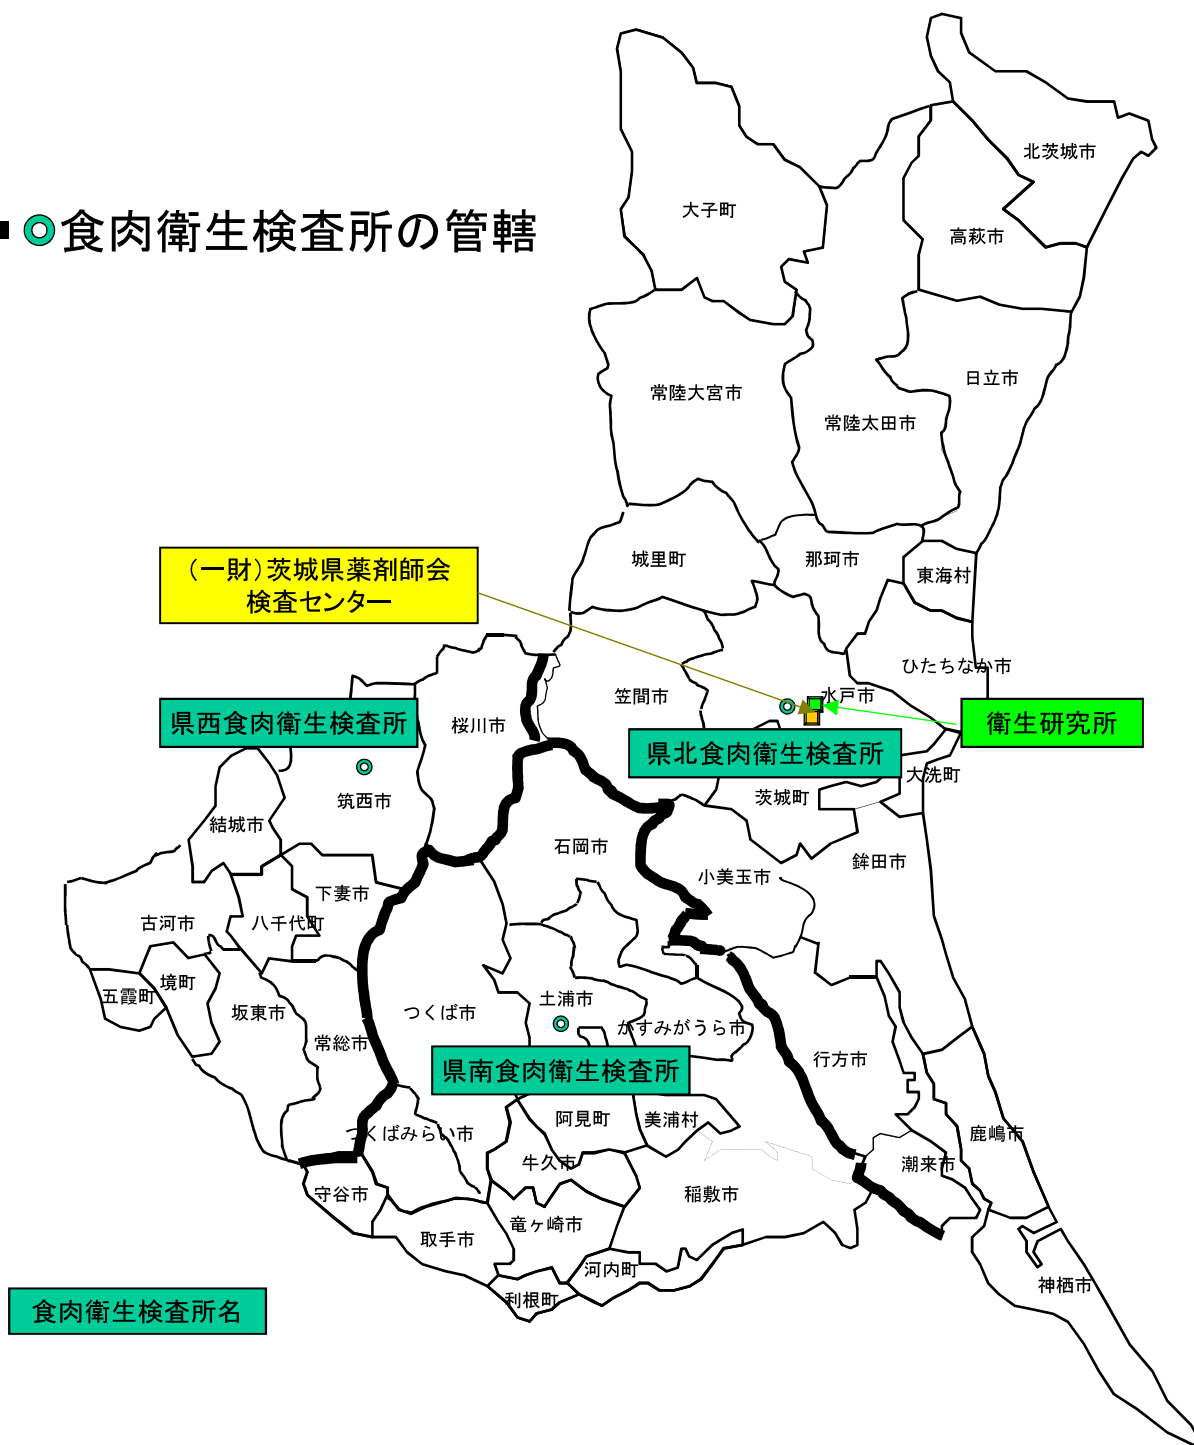 食肉衛生検査所の管轄
北茨城市
大子町
高萩市
日立市
常陸大宮市
常陸太田市
城里町
那珂市
東海村
(一財)茨城県薬剤師会
検査センター
ひたちなか市
笠間市
水戸市
県西食肉衛生検査所
桜川市
衛生研究所
県北食肉衛生検査所
大洗町
筑西市
茨城町
結城市
石岡市
鉾田市
小美玉市
下妻市
古河市
八千代町
境町
五霞町
坂東市
つくば市
土浦市
かすみがうら市
常総市
行方市
県南食肉衛生検査所
阿見町
美浦村
つくばみらい市
鹿嶋市
牛久市
潮来市
守谷市
稲敷市
竜ヶ崎市
取手市
河内町
神栖市
利根町
食肉衛生検査所名